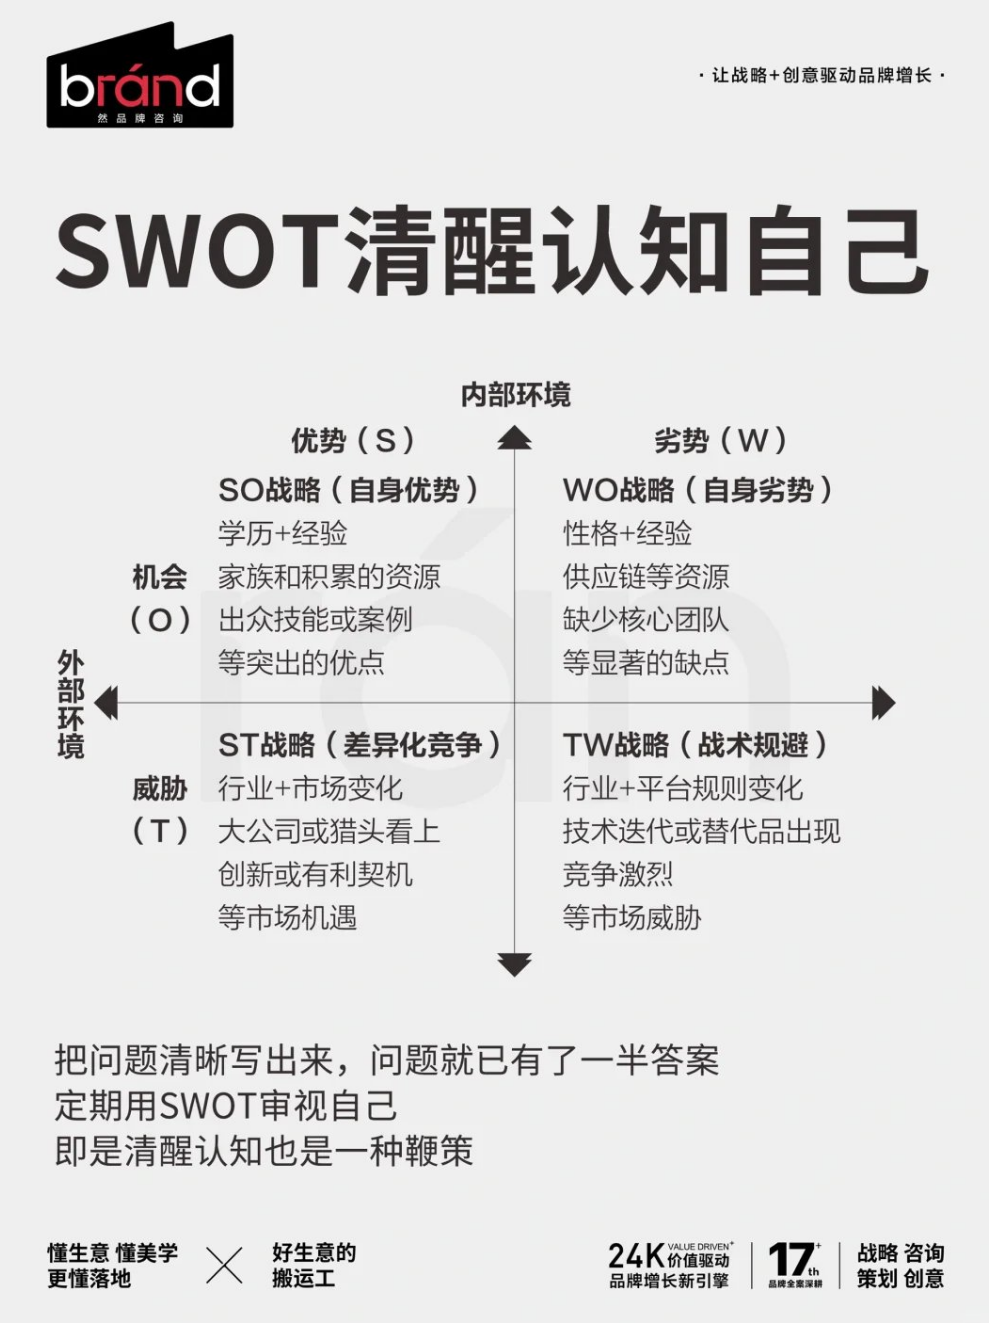 bránd
然品牌咨询
·让战略+创意驱动品牌增长·
SWOT清醒认知自己
内部环境
优势（S）
劣势（W）
SO战略（自身优势）
学历+经验
家族和积累的资源
出众技能或案例
等突出的优点
WO战略（自身劣势）
性格+经验
供应链等资源
缺少核心团队
等显著的缺点
机会
（O）
外部环境
ST战略（差异化竞争）
行业+市场变化
大公司或猎头看上
创新或有利契机
等市场机遇
TW战略（战术规避）
行业+平台规则变化
技术迭代或替代品出现
竞争激烈
等市场威胁
威胁
（T）
rán
把问题清晰写出来，问题就已有了一半答案
定期用SWOT审视自己
即是清醒认知也是一种鞭策
懂生意 懂美学
更懂落地
好生意的
搬运工
24K VALUE DRIVEN+
价值驱动
品牌增长新引擎
17+th
品牌全案深耕
战略 咨询
策划 创意